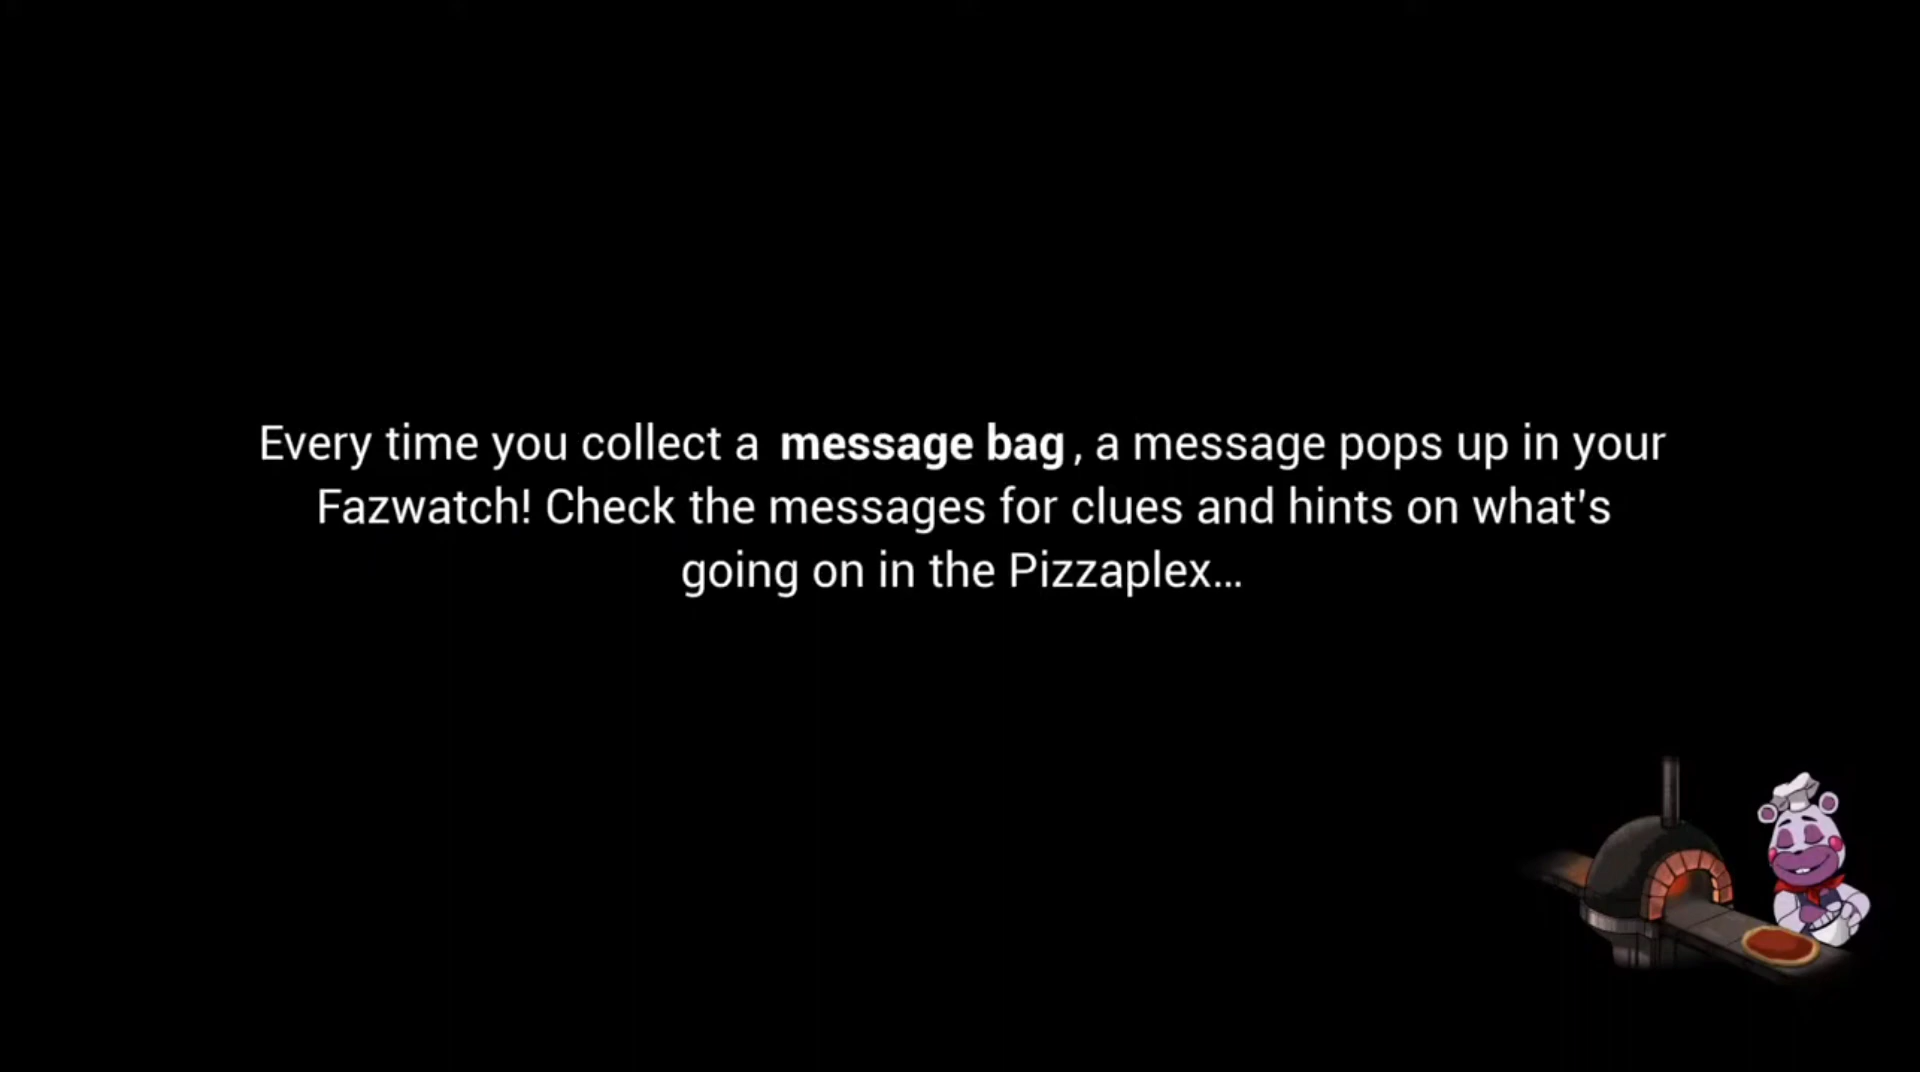 Every time you collect a message bag, a message pops up in your
Fazwatch! Check the messages for clues and hints on what's
going on in the Pizzaplex...